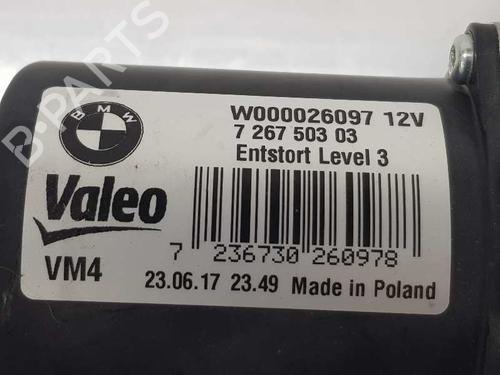 BMW
W000026097 12V
7 267 503 03
Entstort Level 3
Valeo
7 236730 260978
VM4
23.06.17 23.49 Made in Poland